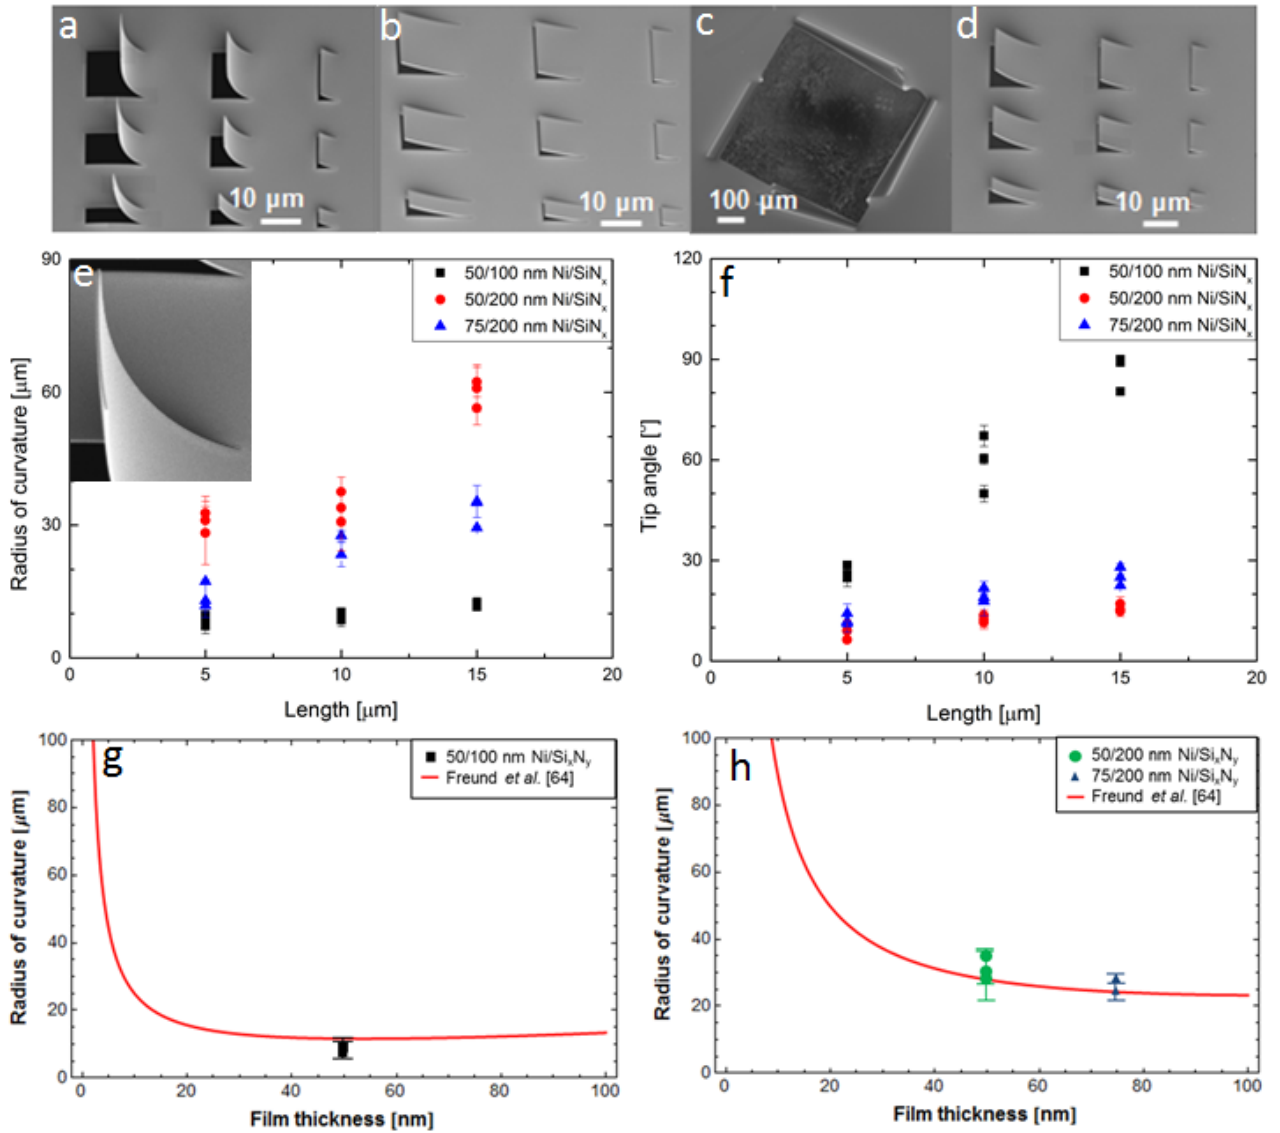 a
b
c
d
10 µm
10 µm
100 µm
10 µm
e
90
60
30
0
0
5
10
15
20
Radius of curvature [µm]
Length [µm]
50/100 nm Ni/SiNₓ
50/200 nm Ni/SiNₓ
75/200 nm Ni/SiNₓ
f
120
90
60
30
0
0
5
10
15
20
Tip angle [°]
Length [µm]
50/100 nm Ni/SiNₓ
50/200 nm Ni/SiNₓ
75/200 nm Ni/SiNₓ
g
100
80
60
40
20
0
0
20
40
60
80
100
Radius of curvature [µm]
Film thickness [nm]
50/100 nm Ni/SiₓNᵧ
Freund et al. [64]
h
100
80
60
40
20
0
0
20
40
60
80
100
Radius of curvature [µm]
Film thickness [nm]
50/200 nm Ni/SiₓNᵧ
75/200 nm Ni/SiₓNᵧ
Freund et al. [64]